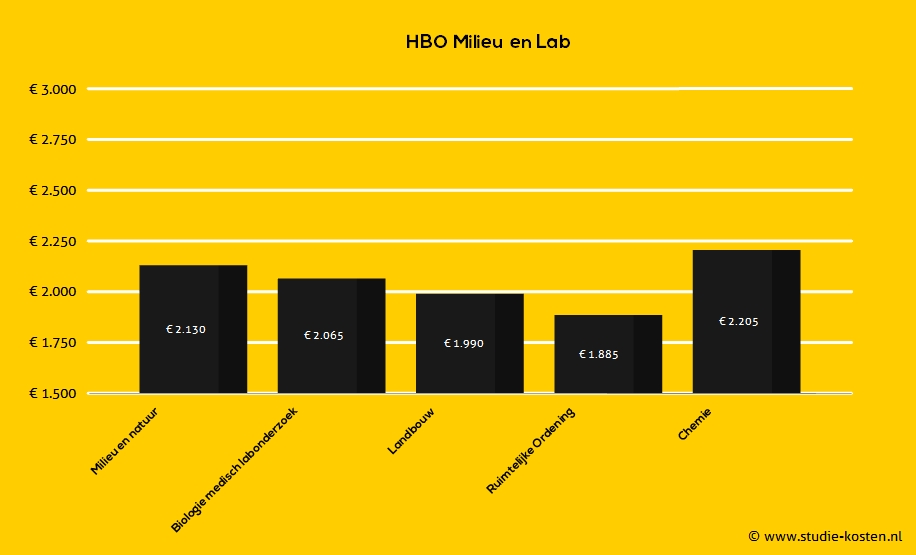 HBO Milieu en Lab
€ 3.000
€ 2.750
€ 2.500
€ 2.250
€ 2.000
€ 1.750
€ 1.500
€ 2.130
€ 2.065
€ 1.990
€ 1.885
€ 2.205
Milieu en natuur
Biologie medisch labonderzoek
Landbouw
Ruimtelijke Ordening
Chemie
© www.studie-kosten.nl